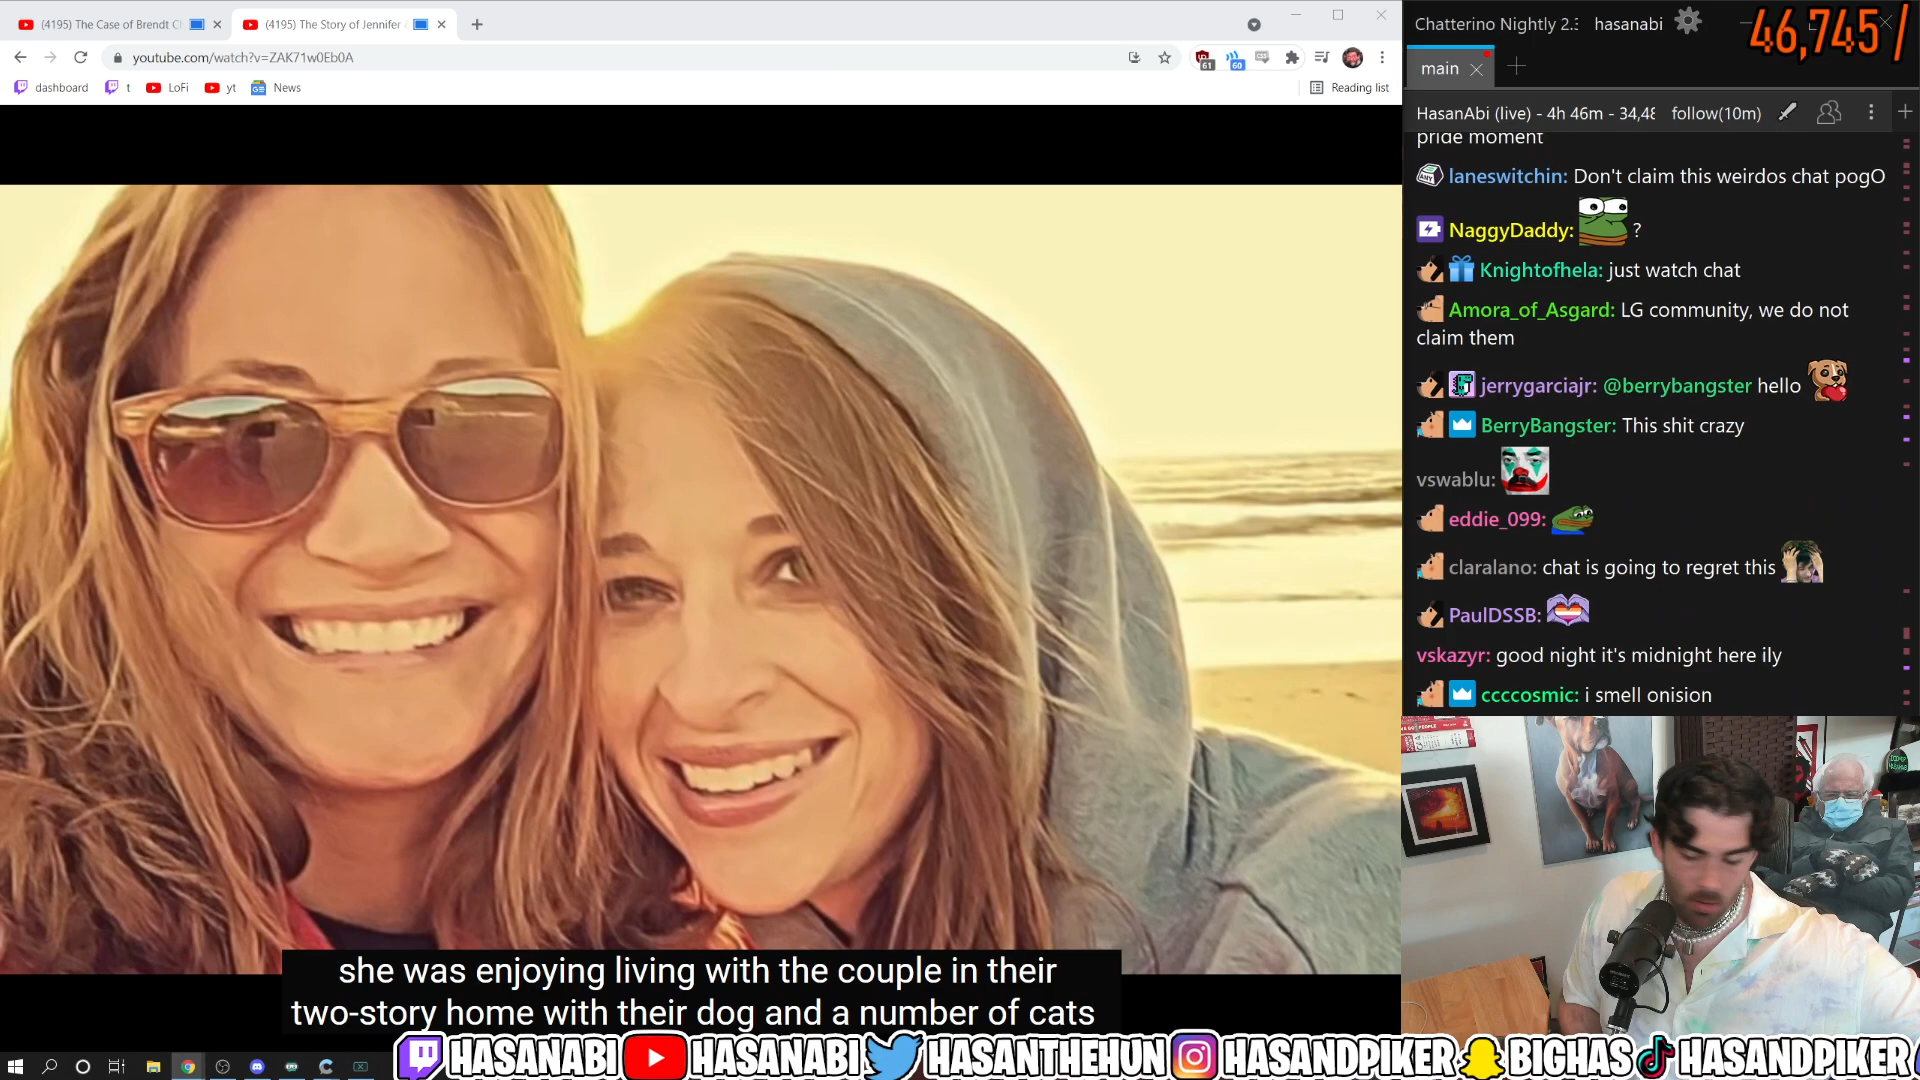 (4195) The Case of Brendt C
(4195) The Story of Jennifer
youtube.com/watch?v=ZAK71w0Eb0A
61
60
dashboard
t
LoFi
yt
News
Reading list
Chatterino Nightly 2.
hasanabi
46,745 /
main
HasanAbi (live) - 4h 46m - 34,48
follow(10m)
pride moment
laneswitchin: Don't claim this weirdos chat pogO
NaggyDaddy: ?
Knightofhela: just watch chat
Amora_of_Asgard: LG community, we do not
claim them
jerrygarciajr: @berrybangster hello
BerryBangster: This shit crazy
vswablu:
eddie_099:
claralano: chat is going to regret this
PaulDSSB:
vskazyr: good night it's midnight here ily
ccccosmic: i smell onision
she was enjoying living with the couple in their
two-story home with their dog and a number of cats
HASANABI HASANABI HASANTHEHUN HASANDPIKER BIGHAS HASANDPIKER